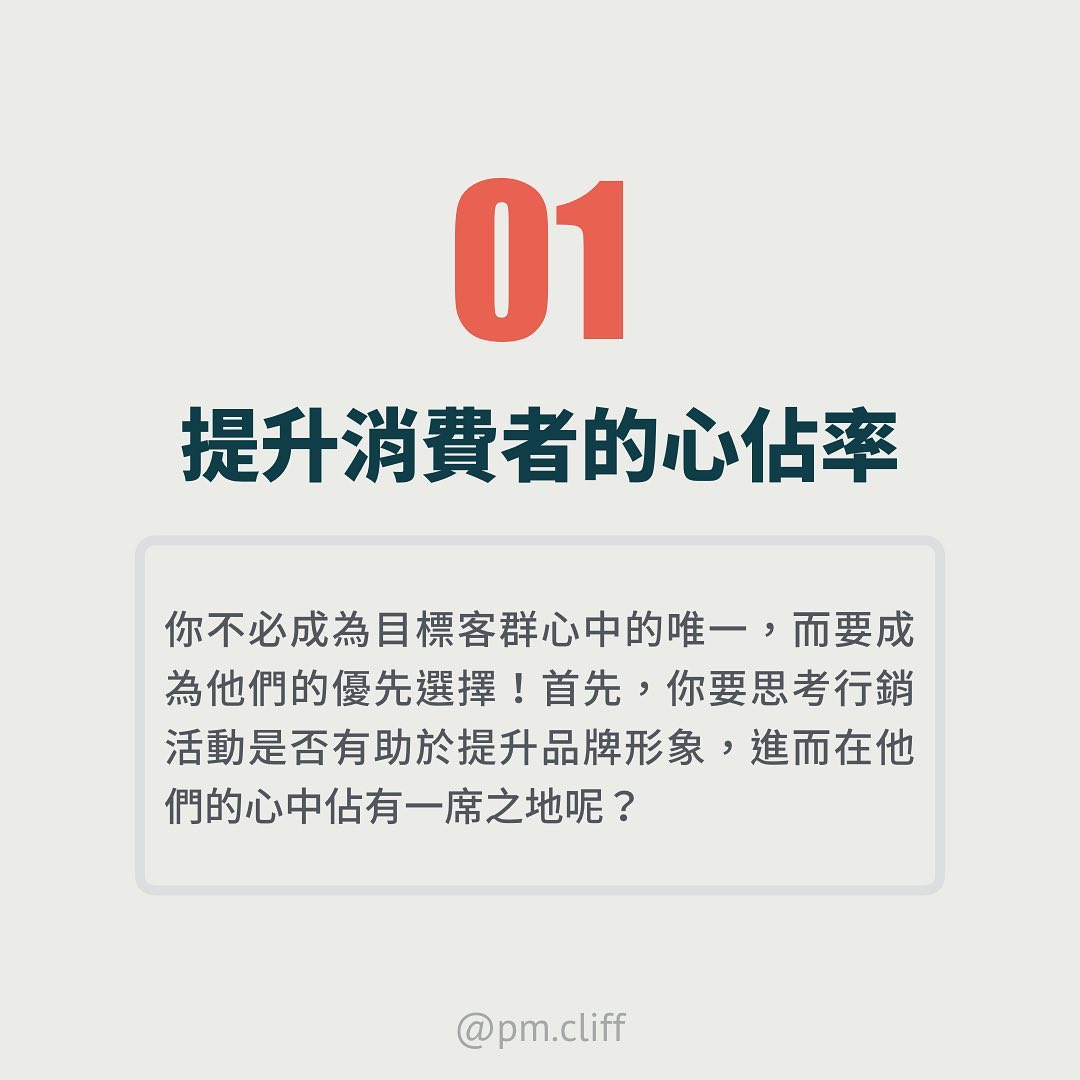 01
提升消費者的心佔率
你不必成為目標客群心中的唯一，而要成
為他們的優先選擇！首先，你要思考行銷
活動是否有助於提升品牌形象，進而在他
們的心中佔有一席之地呢？
@pm.cliff